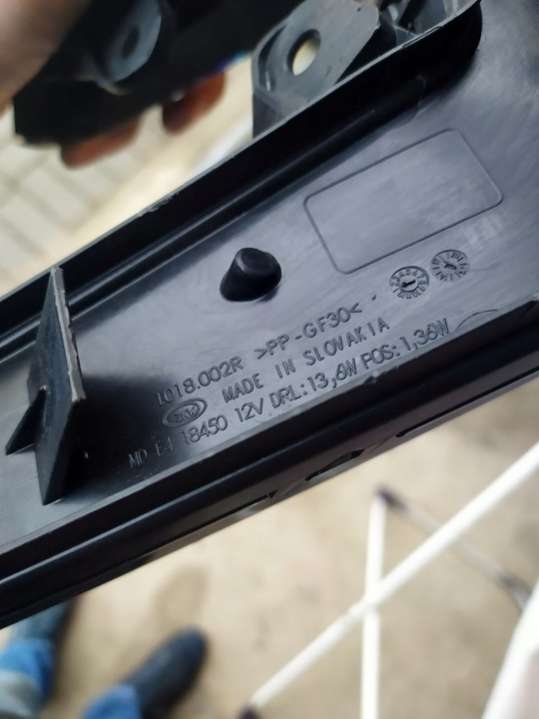 1018.002R >PP-GF30<
MADE IN SLOVAKIA
MD E4 18450 12V DRL:13,6W POS:1,36W